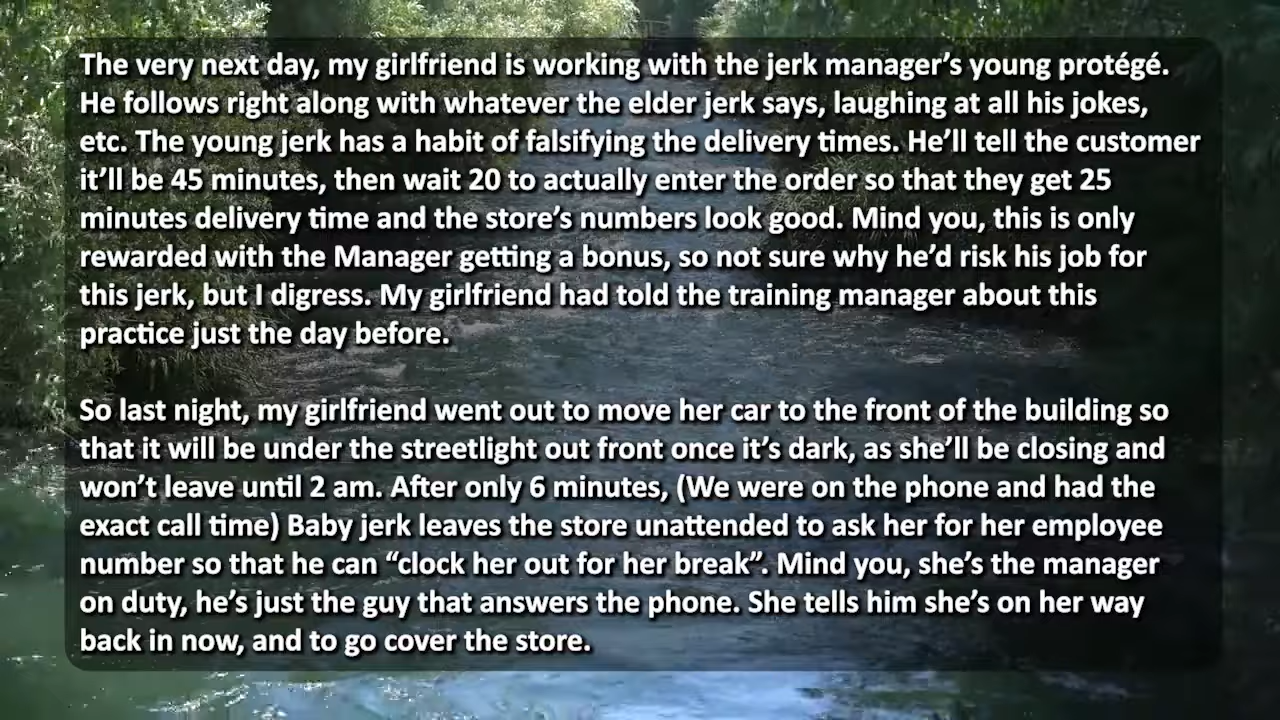 The very next day, my girlfriend is working with the jerk manager’s young protégé.
He follows right along with whatever the elder jerk says, laughing at all his jokes,
etc. The young jerk has a habit of falsifying the delivery times. He’ll tell the customer
it’ll be 45 minutes, then wait 20 to actually enter the order so that they get 25
minutes delivery time and the store’s numbers look good. Mind you, this is only
rewarded with the Manager getting a bonus, so not sure why he’d risk his job for
this jerk, but I digress. My girlfriend had told the training manager about this
practice just the day before.
So last night, my girlfriend went out to move her car to the front of the building so
that it will be under the streetlight out front once it’s dark, as she’ll be closing and
won’t leave until 2 am. After only 6 minutes, (We were on the phone and had the
exact call time) Baby jerk leaves the store unattended to ask her for her employee
number so that he can “clock her out for her break”. Mind you, she’s the manager
on duty, he’s just the guy that answers the phone. She tells him she’s on her way
back in now, and to go cover the store.